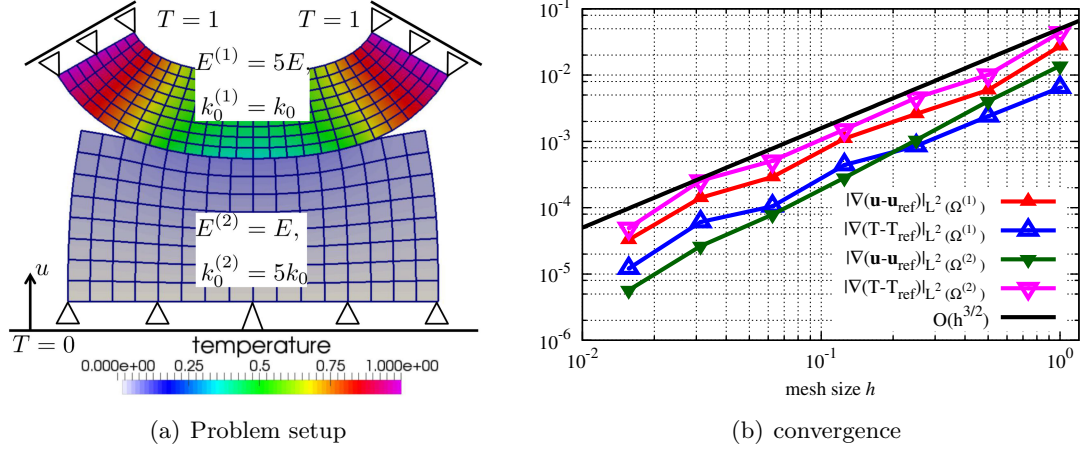 T = 1
T = 1
E^(1) = 5E,
k_0^(1) = k_0
E^(2) = E,
k_0^(2) = 5k_0
u
T = 0
temperature
0.000e+00 0.25 0.5 0.75 1.000e+00
(a) Problem setup
10^-1
10^-2
10^-3
10^-4
10^-5
10^-6
|∇(u-u_ref)|_L^2(Ω^(1))
|∇(T-T_ref)|_L^2(Ω^(1))
|∇(u-u_ref)|_L^2(Ω^(2))
|∇(T-T_ref)|_L^2(Ω^(2))
O(h^3/2)
10^-2 10^-1 10^0
mesh size h
(b) convergence